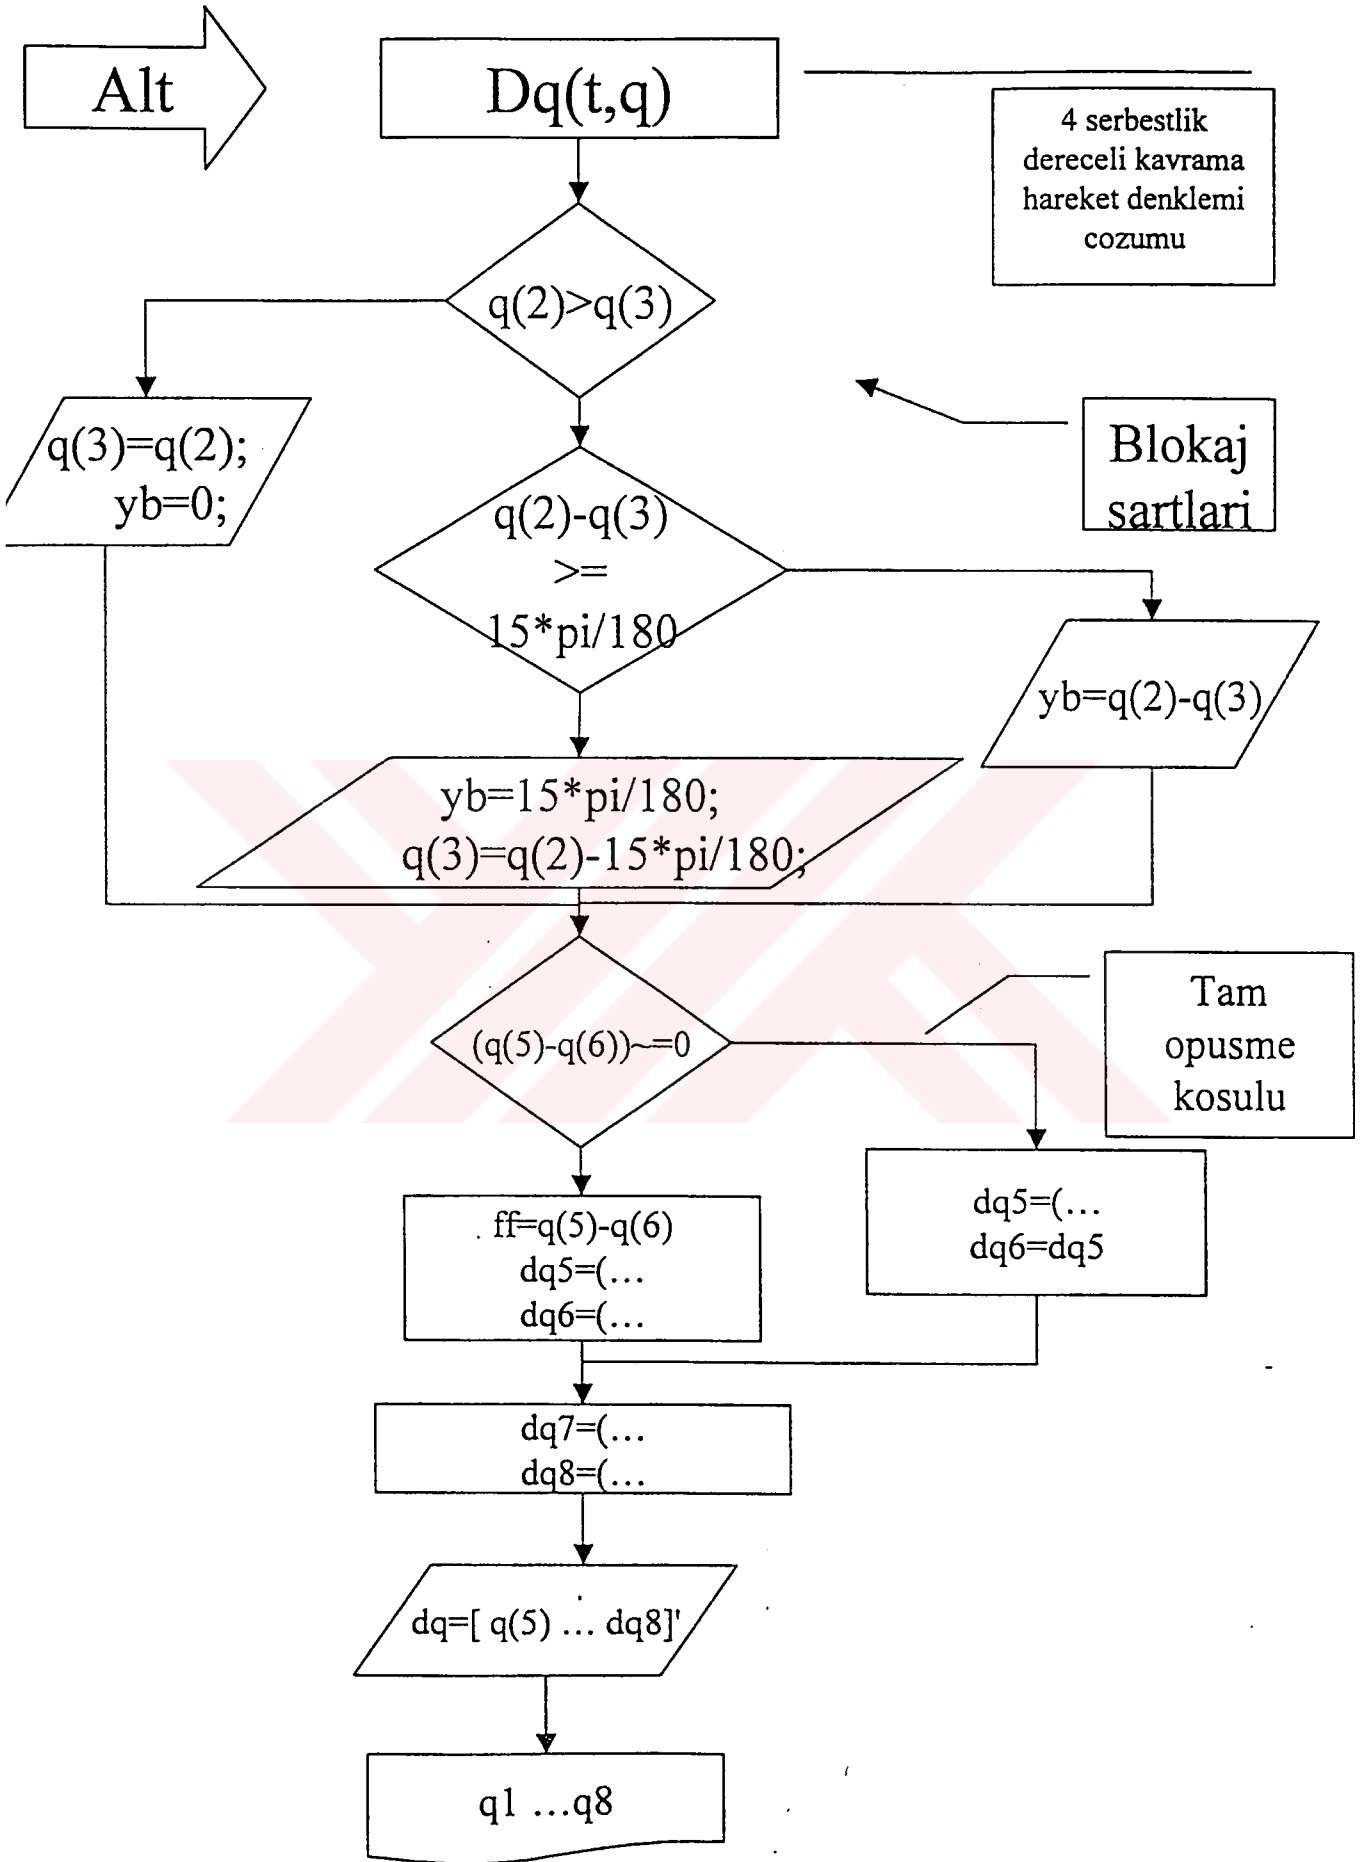 Alt
Dq(t,q)
4 serbestlik
dereceli kavrama
hareket denklemi
cozumu
q(2)>q(3)
q(3)=q(2);
yb=0;
Blokaj
sartlari
q(2)-q(3)
>=
15*pi/180
yb=q(2)-q(3)
yb=15*pi/180;
q(3)=q(2)-15*pi/180;
(q(5)-q(6))~=0
Tam
opusme
kosulu
ff=q(5)-q(6)
dq5=(...
dq6=(...
dq5=(...
dq6=dq5
dq7=(...
dq8=(...
dq=[ q(5) ... dq8]'
q1 ...q8